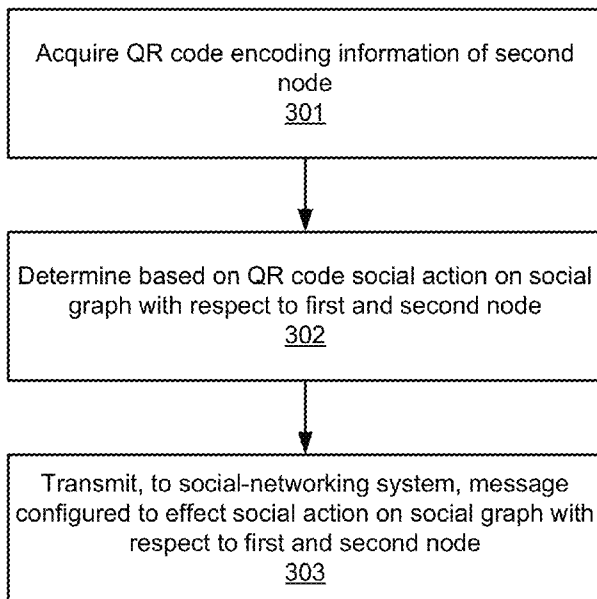 Acquire QR code encoding information of second
node
301
Determine based on QR code social action on social
graph with respect to first and second node
302
Transmit, to social-networking system, message
configured to effect social action on social graph with
respect to first and second node
303